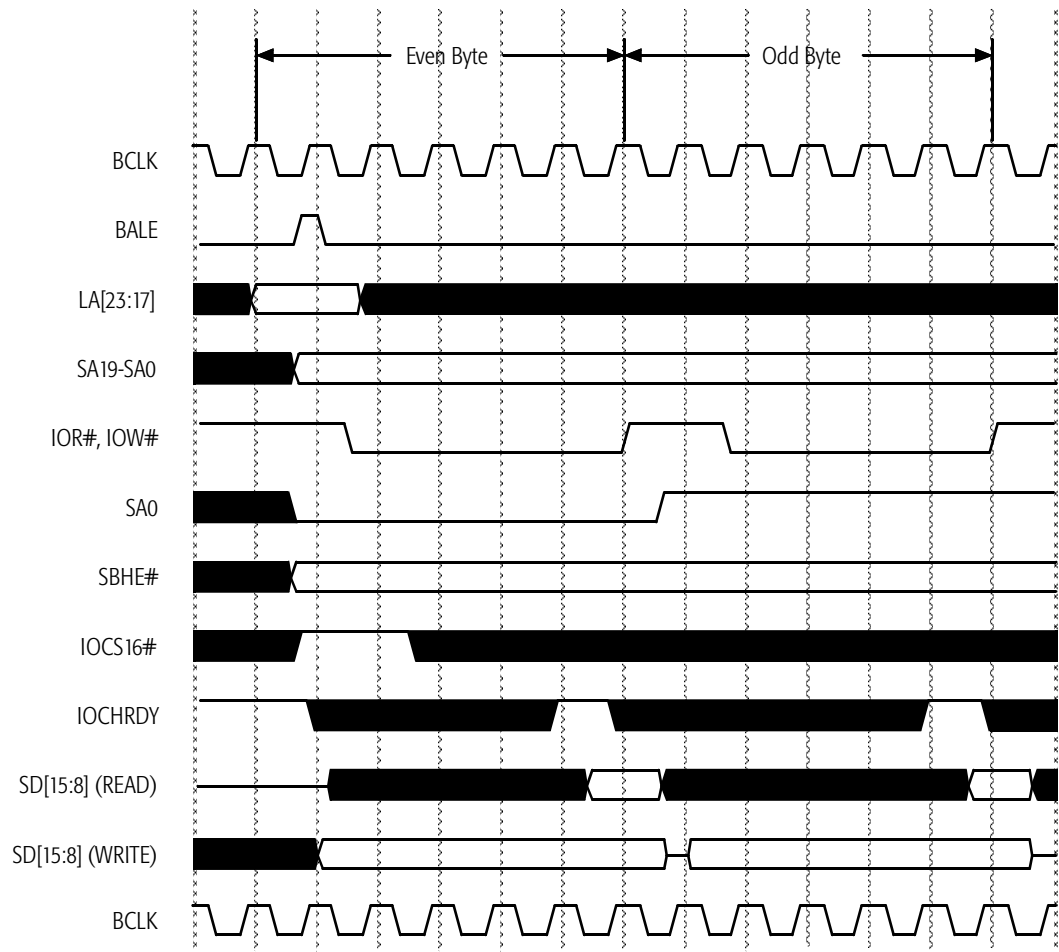 Even Byte
Odd Byte
BCLK
BALE
LA[23:17]
SA19-SA0
IOR#, IOW#
SA0
SBHE#
IOCS16#
IOCHRDY
SD[15:8] (READ)
SD[15:8] (WRITE)
BCLK